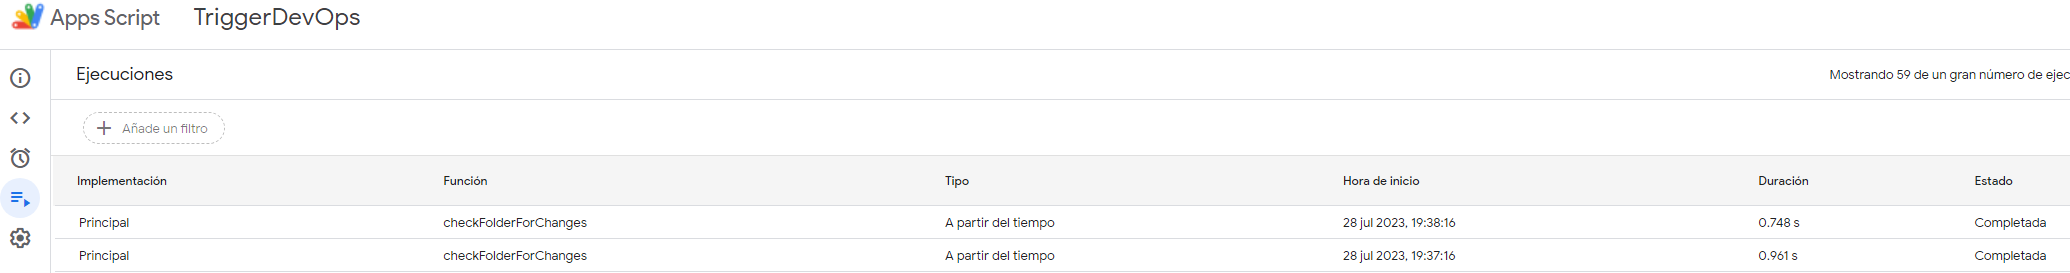 Apps Script TriggerDevOps
Ejecuciones Mostrando 59 de un gran número de ejec
Añade un filtro
Implementación Función Tipo Hora de inicio Duración Estado
Principal checkFolderForChanges A partir del tiempo 28 jul 2023, 19:38:16 0.748 s Completada
Principal checkFolderForChanges A partir del tiempo 28 jul 2023, 19:37:16 0.961 s Completada